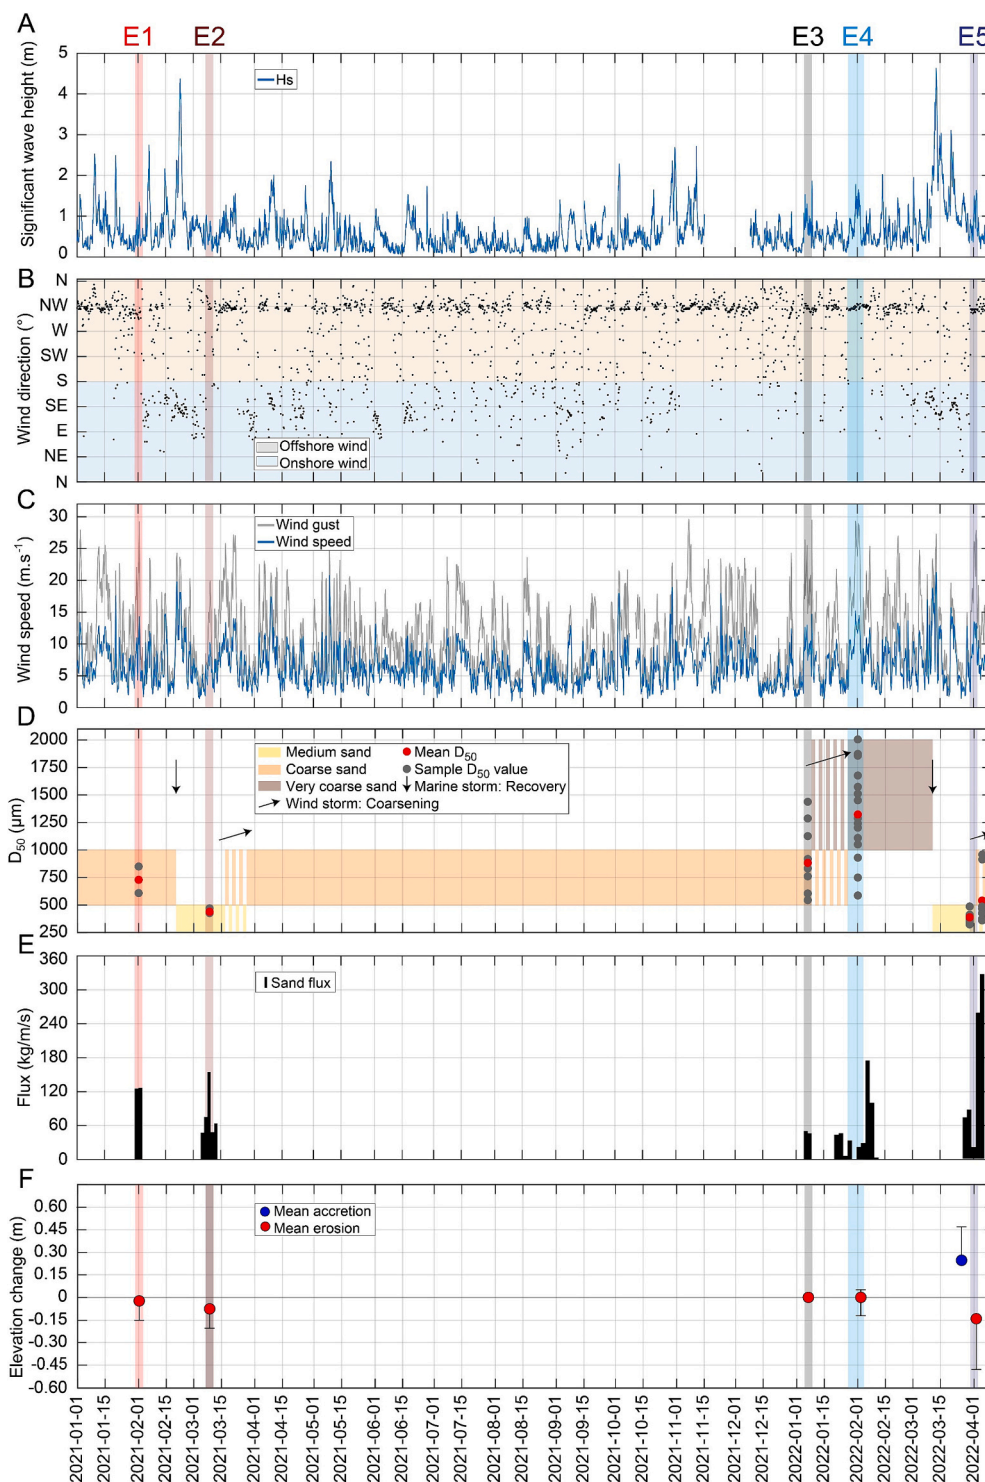 A
E1
E2
E3
E4
E5
Significant wave height (m)
5
4
3
2
1
0
Hs
B
Wind direction (°)
N
NW
W
SW
S
SE
E
NE
N
Offshore wind
Onshore wind
C
Wind speed (m.s⁻¹)
30
25
20
15
10
5
0
Wind gust
Wind speed
D
D₅₀ (µm)
2000
1750
1500
1250
1000
750
500
250
Medium sand
Mean D₅₀
Coarse sand
Sample D₅₀ value
Very coarse sand
Marine storm: Recovery
Wind storm: Coarsening
E
Flux (kg/m/s)
360
300
240
180
120
60
0
Sand flux
F
Elevation change (m)
0.60
0.45
0.30
0.15
0
-0.15
-0.30
-0.45
-0.60
Mean accretion
Mean erosion
2021-01-01
2021-01-15
2021-02-01
2021-02-15
2021-03-01
2021-03-15
2021-04-01
2021-04-15
2021-05-01
2021-05-15
2021-06-01
2021-06-15
2021-07-01
2021-07-15
2021-08-01
2021-08-15
2021-09-01
2021-09-15
2021-10-01
2021-10-15
2021-11-01
2021-11-15
2021-12-01
2021-12-15
2022-01-01
2022-01-15
2022-02-01
2022-02-15
2022-03-01
2022-03-15
2022-04-01